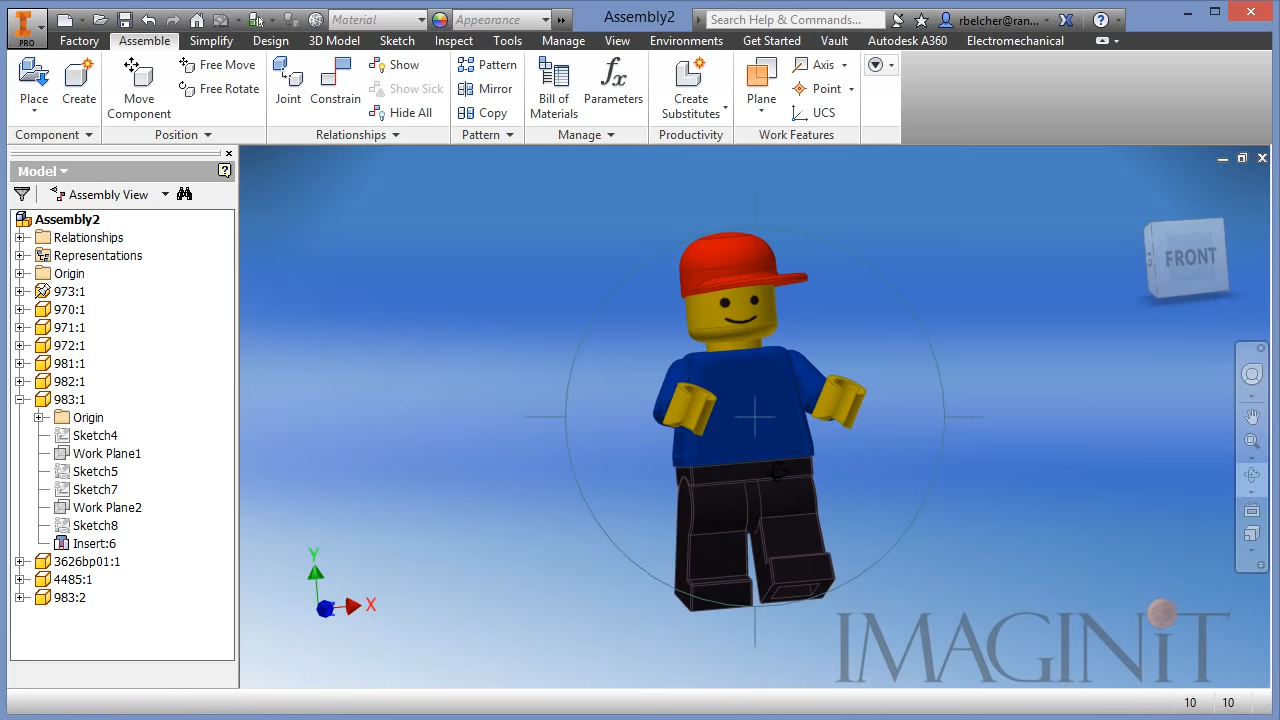 Material
Appearance
Assembly2
Search Help & Commands...
rbelcher@ran...
PRO
Factory Assemble Simplify Design 3D Model Sketch Inspect Tools Manage View Environments Get Started Vault Autodesk A360 Electromechanical
Place
Create
Move
Component
Free Move
Free Rotate
Joint
Constrain
Show
Show Sick
Hide All
Pattern
Mirror
Copy
Bill of
Materials
Parameters
Create
Substitutes
Plane
Axis
Point
UCS
Component Position Relationships Pattern Manage Productivity Work Features
Model
Assembly View
Assembly2
Relationships
Representations
Origin
973:1
970:1
971:1
972:1
981:1
982:1
983:1
Origin
Sketch4
Work Plane1
Sketch5
Sketch7
Work Plane2
Sketch8
Insert:6
3626bp01:1
4485:1
983:2
FRONT
Y
X
IMAGINiT
10 10